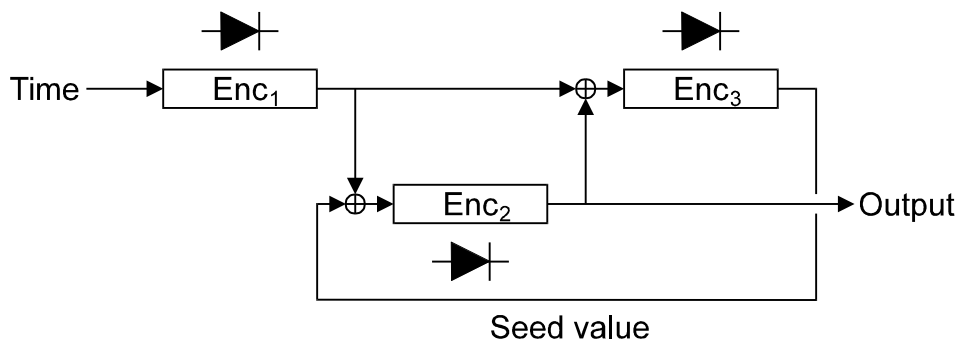 Time
Enc₁
Enc₃
Enc₂
Output
Seed value